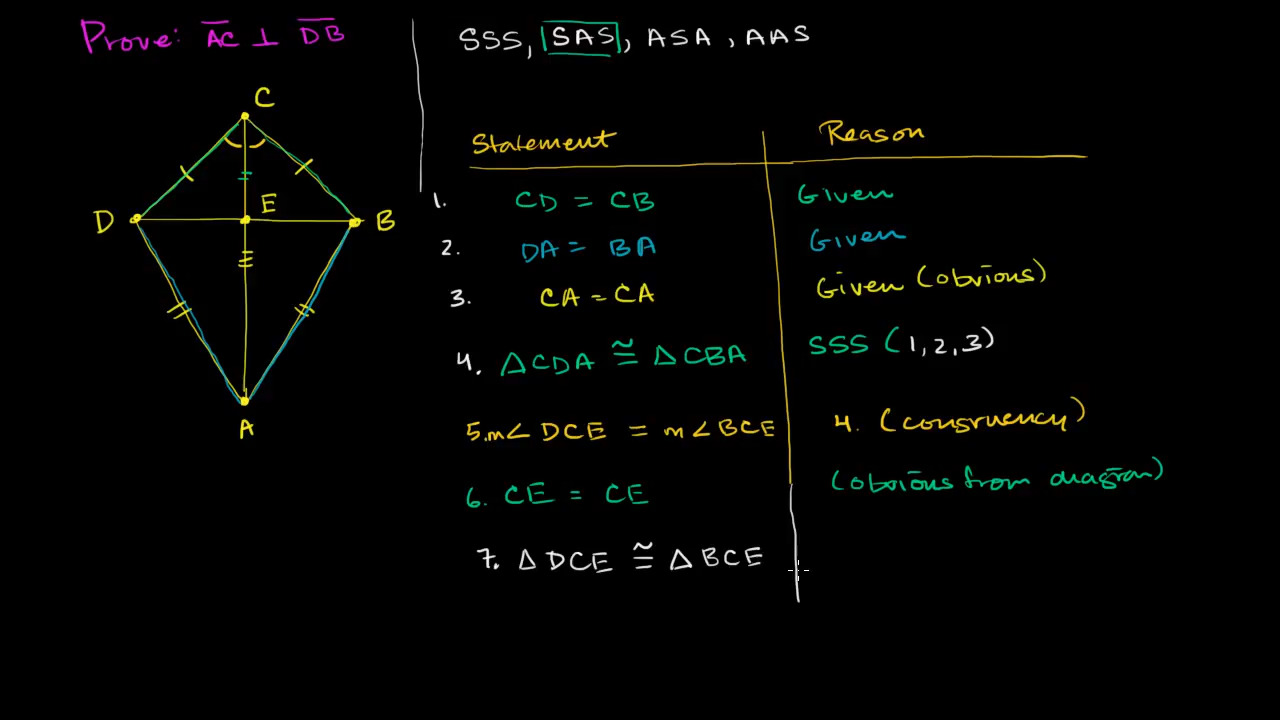 Prove: AC ⊥ DB
SSS, SAS, ASA, AAS
C
D
E
B
A
Statement Reason
1. CD = CB Given
2. DA = BA Given
3. CA = CA Given (obvious)
4. △CDA ≅ △CBA SSS (1,2,3)
5. m∠ DCE = m∠ BCE 4. (congruency)
6. CE = CE (obvious from diagram)
7. △ DCE ≅ △ BCE